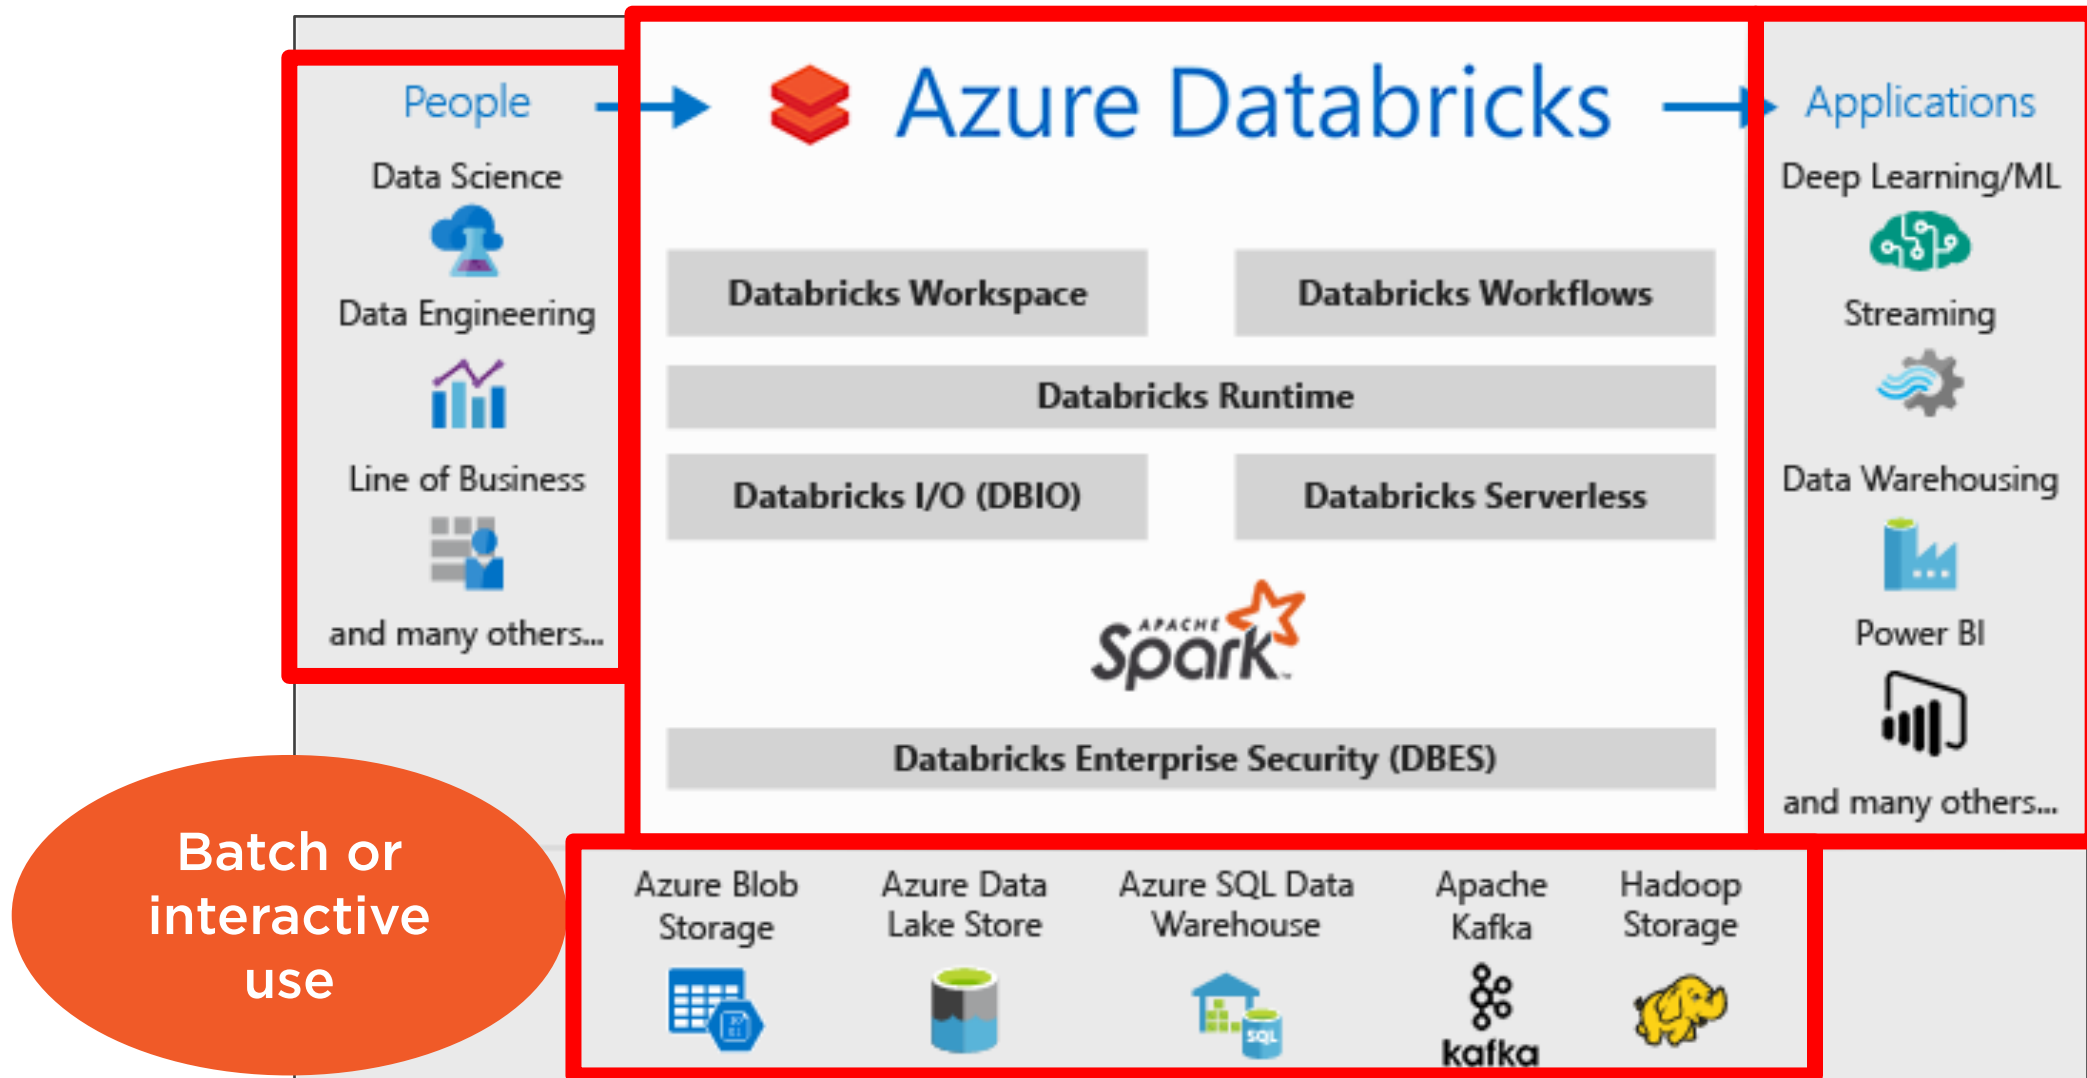 People
Data Science
Data Engineering
Line of Business
and many others...
Azure Databricks
Databricks Workspace
Databricks Workflows
Databricks Runtime
Databricks I/O (DBIO)
Databricks Serverless
APACHE
Spark™
Databricks Enterprise Security (DBES)
Applications
Deep Learning/ML
Streaming
Data Warehousing
Power BI
and many others...
Batch or
interactive
use
Azure Blob
Storage
Azure Data
Lake Store
Azure SQL Data
Warehouse
SQL
Apache
Kafka
kafka
Hadoop
Storage